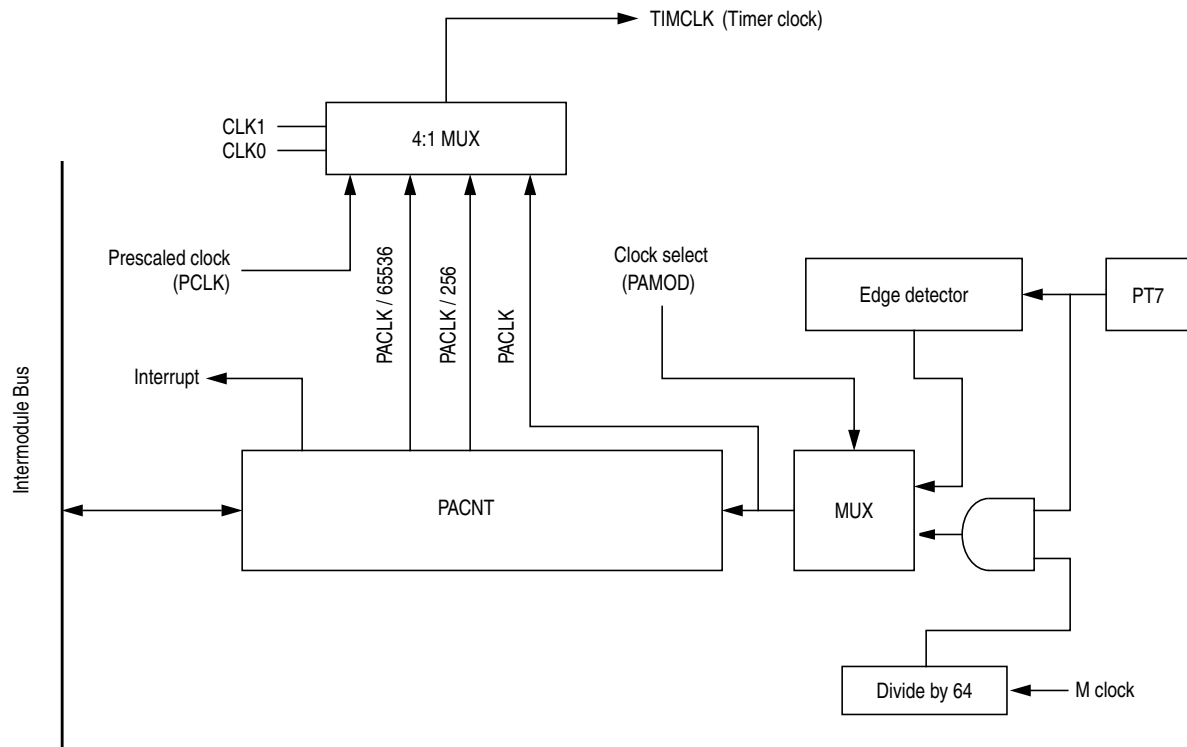 TIMCLK (Timer clock)
CLK1
CLK0
4:1 MUX
Prescaled clock
(PCLK)
PACLK / 65536
PACLK / 256
PACLK
Clock select
(PAMOD)
Edge detector
PT7
Interrupt
Intermodule Bus
PACNT
MUX
Divide by 64
M clock